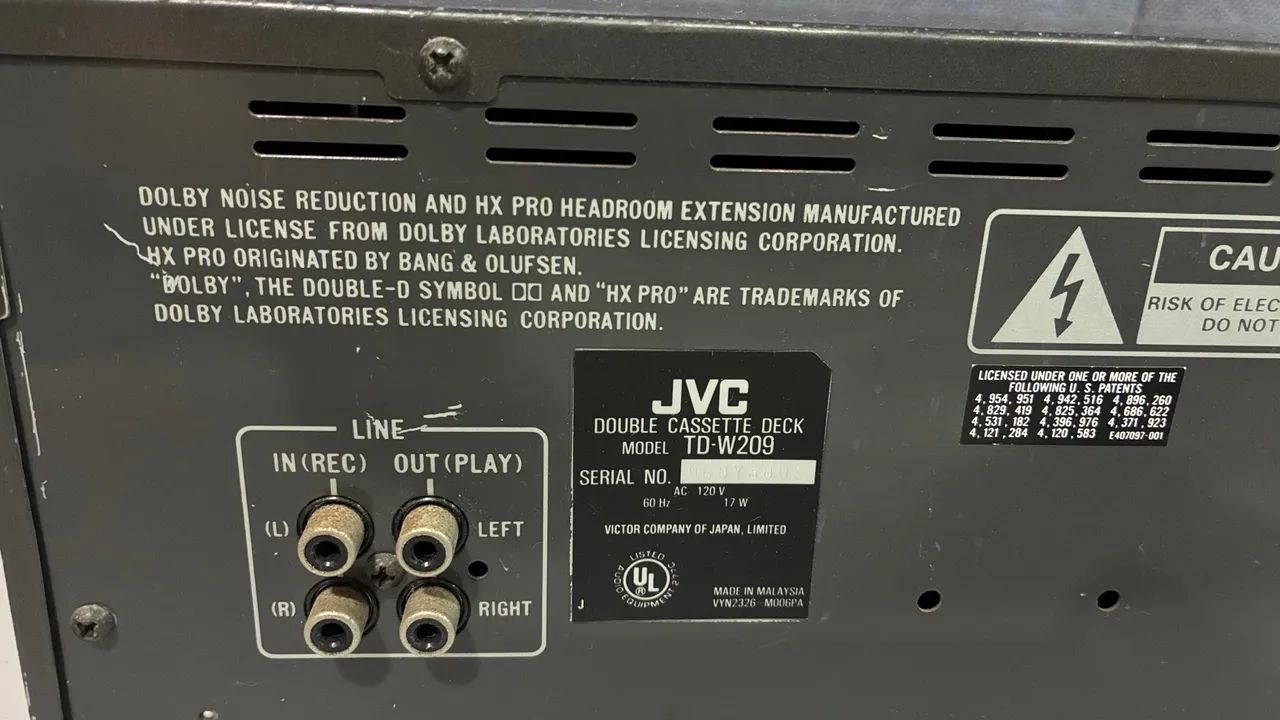 DOLBY NOISE REDUCTION AND HX PRO HEADROOM EXTENSION MANUFACTURED
UNDER LICENSE FROM DOLBY LABORATORIES LICENSING CORPORATION.
HX PRO ORIGINATED BY BANG & OLUFSEN.
"DOLBY", THE DOUBLE-D SYMBOL AND "HX PRO" ARE TRADEMARKS OF
DOLBY LABORATORIES LICENSING CORPORATION.
CAU
RISK OF ELEC
DO NOT
LICENSED UNDER ONE OR MORE OF THE
FOLLOWING U. S. PATENTS
4,954,951 4,942,516 4,896,260
4,829,419 4,825,364 4,686,622
4,531,182 4,396,976 4,371,923
4,121,284 4,120,583 E407097-001
JVC
DOUBLE CASSETTE DECK
MODEL TD-W209
SERIAL NO.
AC 120 V
60 Hz 17 W
VICTOR COMPANY OF JAPAN, LIMITED
LISTED
UL
AUDIO EQUIPMENT 277C
MADE IN MALAYSIA
J VYN2326-M006PA
LINE
IN (REC) OUT (PLAY)
(L) LEFT
(R) RIGHT